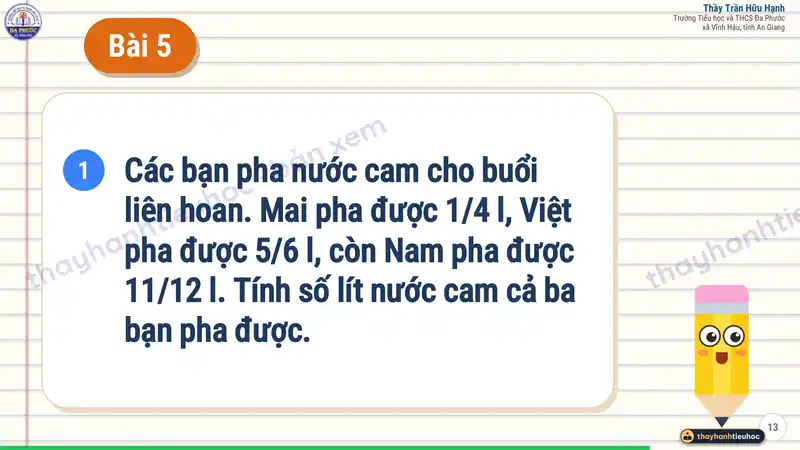 Thầy Trần Hữu Hạnh
Trường Tiểu học và THCS Đa Phước
xã Vĩnh Hậu, tỉnh An Giang
ĐA PHƯỚC
Bài 5
1
Các bạn pha nước cam cho buổi
liên hoan. Mai pha được 1/4 l, Việt
pha được 5/6 l, còn Nam pha được
11/12 l. Tính số lít nước cam cả ba
bạn pha được.
thayhanhtieuhoc
13